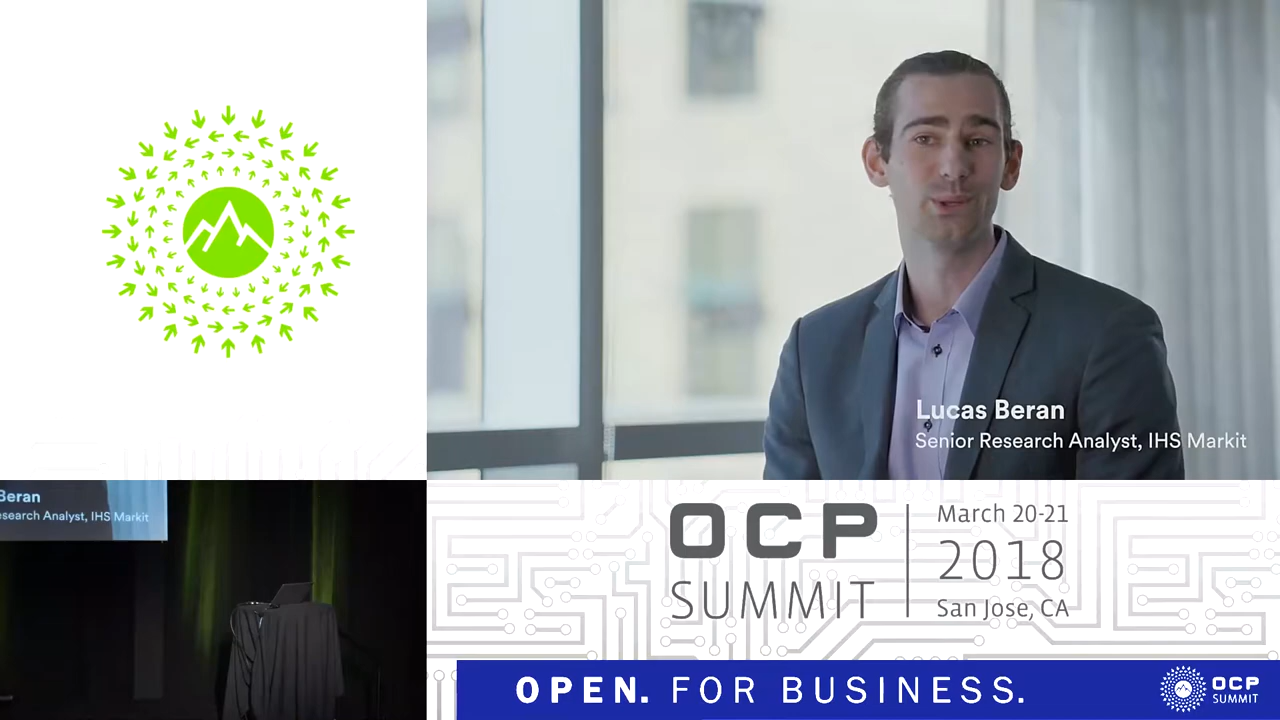 Lucas Beran
Senior Research Analyst, IHS Markit
Beran
esearch Analyst, IHS Markit
OCP
SUMMIT
March 20-21
2018
San Jose, CA
OPEN. FOR BUSINESS.
OCP
SUMMIT